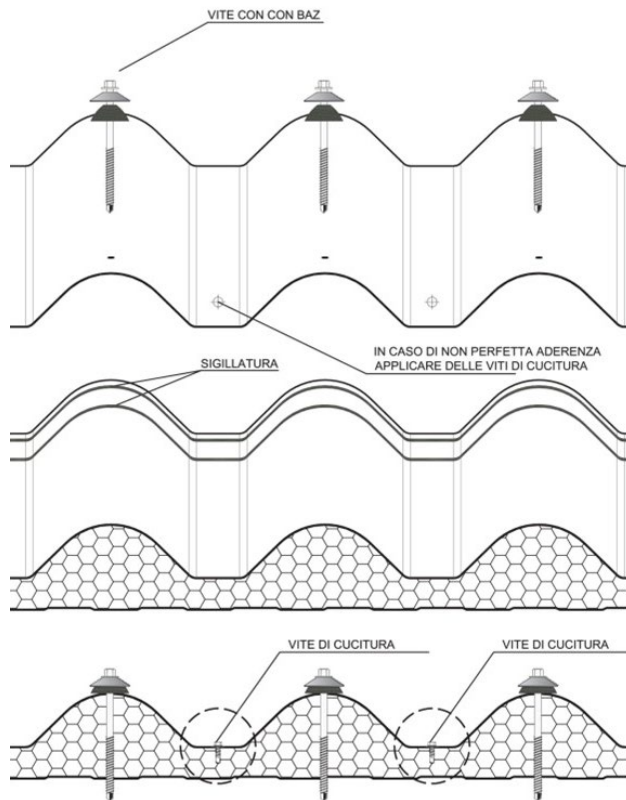 VITE CON CON BAZ
IN CASO DI NON PERFETTA ADERENZA
APPLICARE DELLE VITI DI CUCITURA
SIGILLATURA
VITE DI CUCITURA
VITE DI CUCITURA